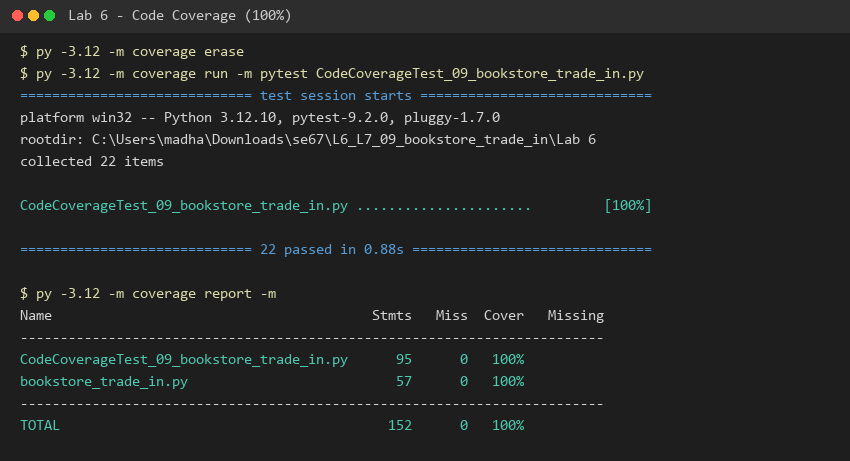 Lab 6 - Code Coverage (100%)
$ py -3.12 -m coverage erase
$ py -3.12 -m coverage run -m pytest CodeCoverageTest_09_bookstore_trade_in.py
============================= test session starts =============================
platform win32 -- Python 3.12.10, pytest-9.2.0, pluggy-1.7.0
rootdir: C:\Users\madha\Downloads\se67\L6_L7_09_bookstore_trade_in\Lab 6
collected 22 items
CodeCoverageTest_09_bookstore_trade_in.py ......................         [100%]
============================= 22 passed in 0.88s ==============================
$ py -3.12 -m coverage report -m
Name                                        Stmts   Miss  Cover   Missing
-------------------------------------------------------------------------
CodeCoverageTest_09_bookstore_trade_in.py      95      0   100%
bookstore_trade_in.py                          57      0   100%
-------------------------------------------------------------------------
TOTAL                                         152      0   100%